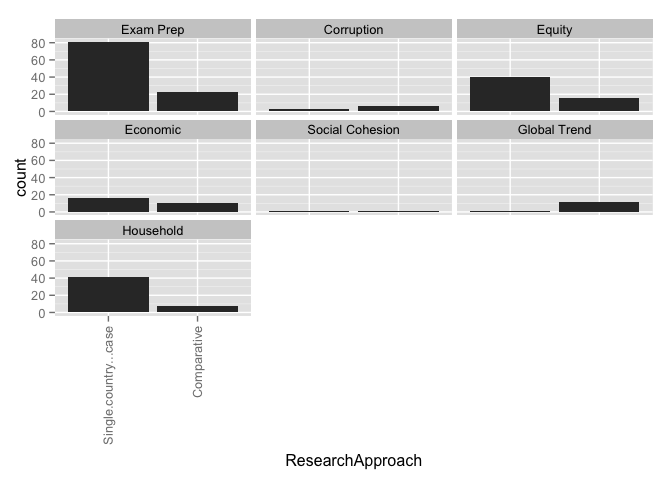 Exam Prep
Corruption
Equity
80
60
40
20
0
Economic
Social Cohesion
Global Trend
80
60
40
20
0
Household
80
60
40
20
0
count
Single.country...case
Comparative
ResearchApproach